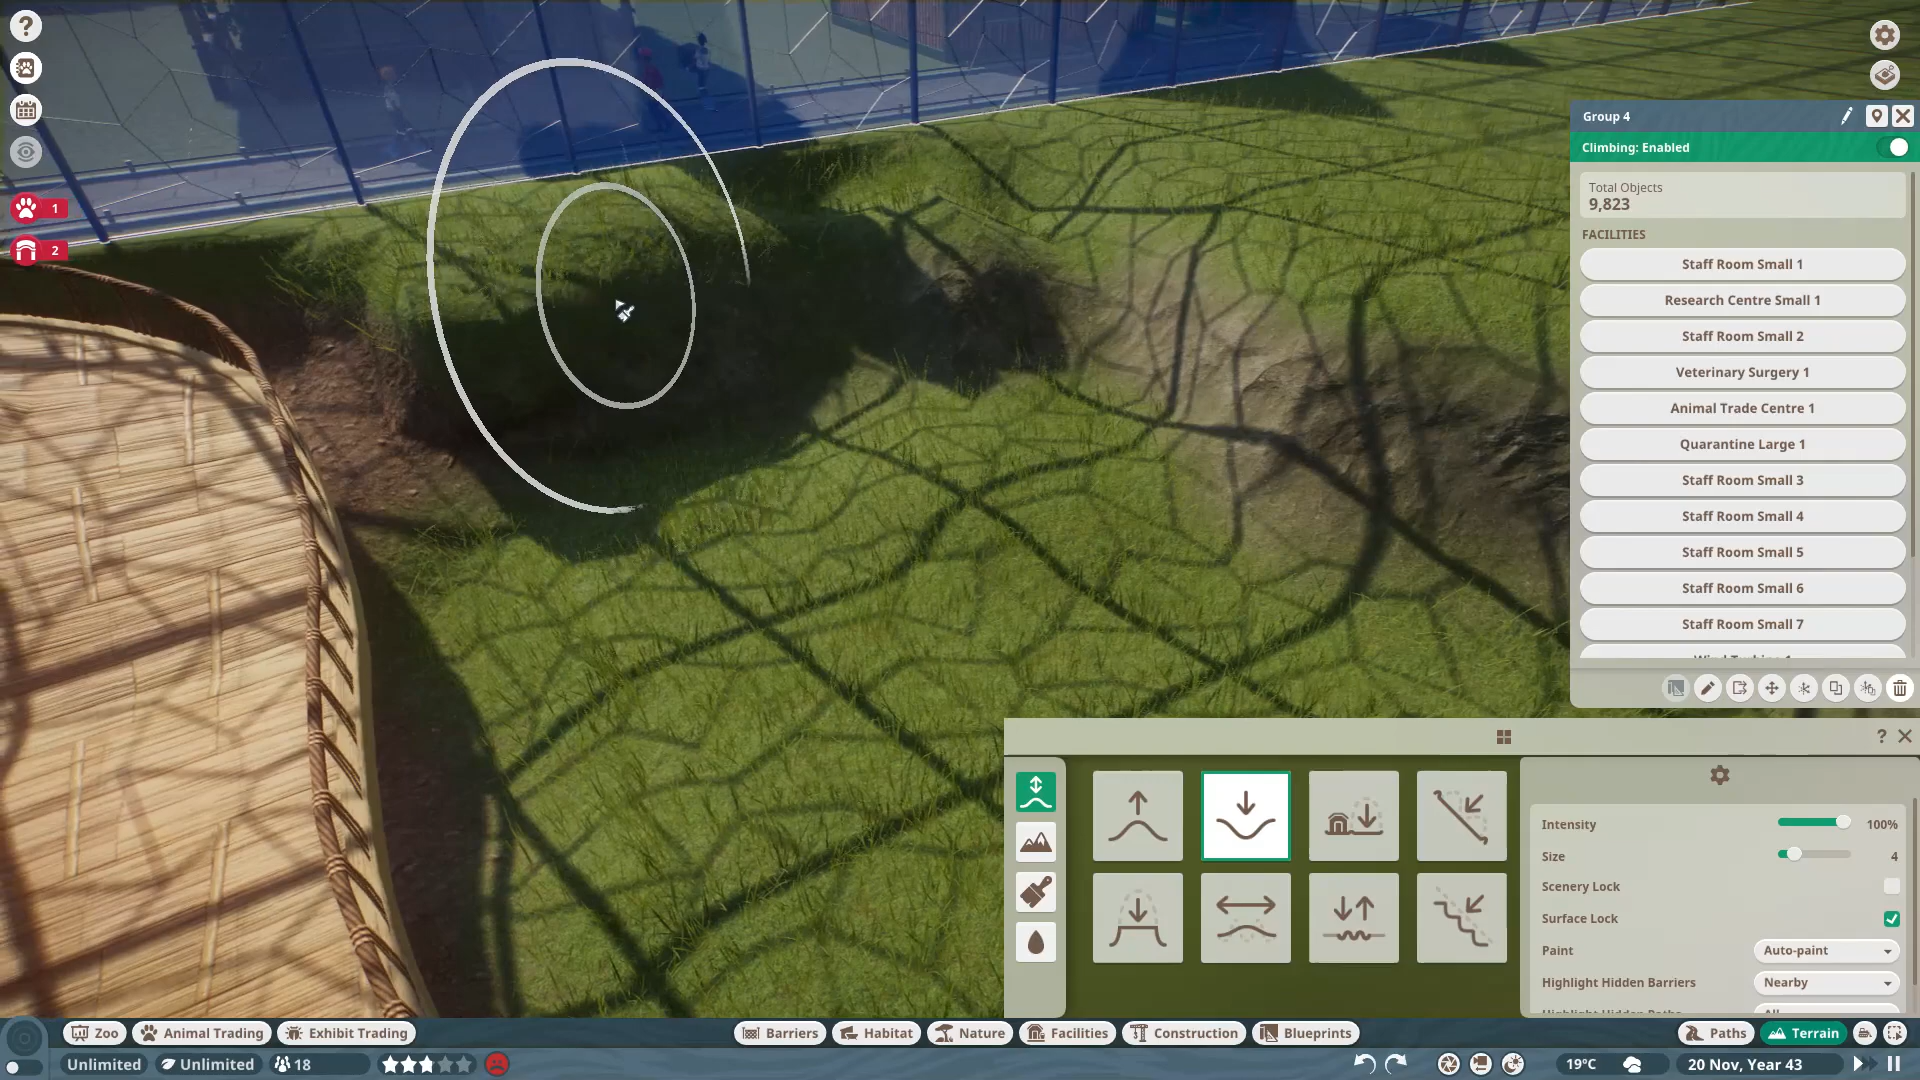 ?
1
2
Group 4
Climbing: Enabled
Total Objects
9,823
FACILITIES
Staff Room Small 1
Research Centre Small 1
Staff Room Small 2
Veterinary Surgery 1
Animal Trade Centre 1
Quarantine Large 1
Staff Room Small 3
Staff Room Small 4
Staff Room Small 5
Staff Room Small 6
Staff Room Small 7
Wind Turbine 1
?
Intensity 100%
Size 4
Scenery Lock
Surface Lock
Paint Auto-paint
Highlight Hidden Barriers Nearby
Zoo Animal Trading Exhibit Trading Barriers Habitat Nature Facilities Construction Blueprints Paths Terrain
Unlimited Unlimited 18 19°C 20 Nov, Year 43